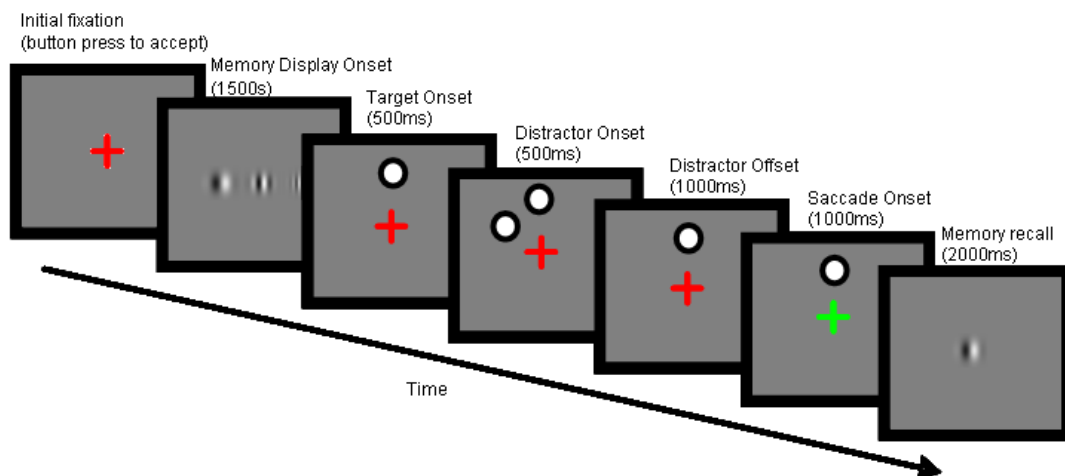 Initial fixation
(button press to accept)
Memory Display Onset
(1500s)
Target Onset
(500ms)
Distractor Onset
(500ms)
Distractor Offset
(1000ms)
Saccade Onset
(1000ms)
Memory recall
(2000ms)
Time